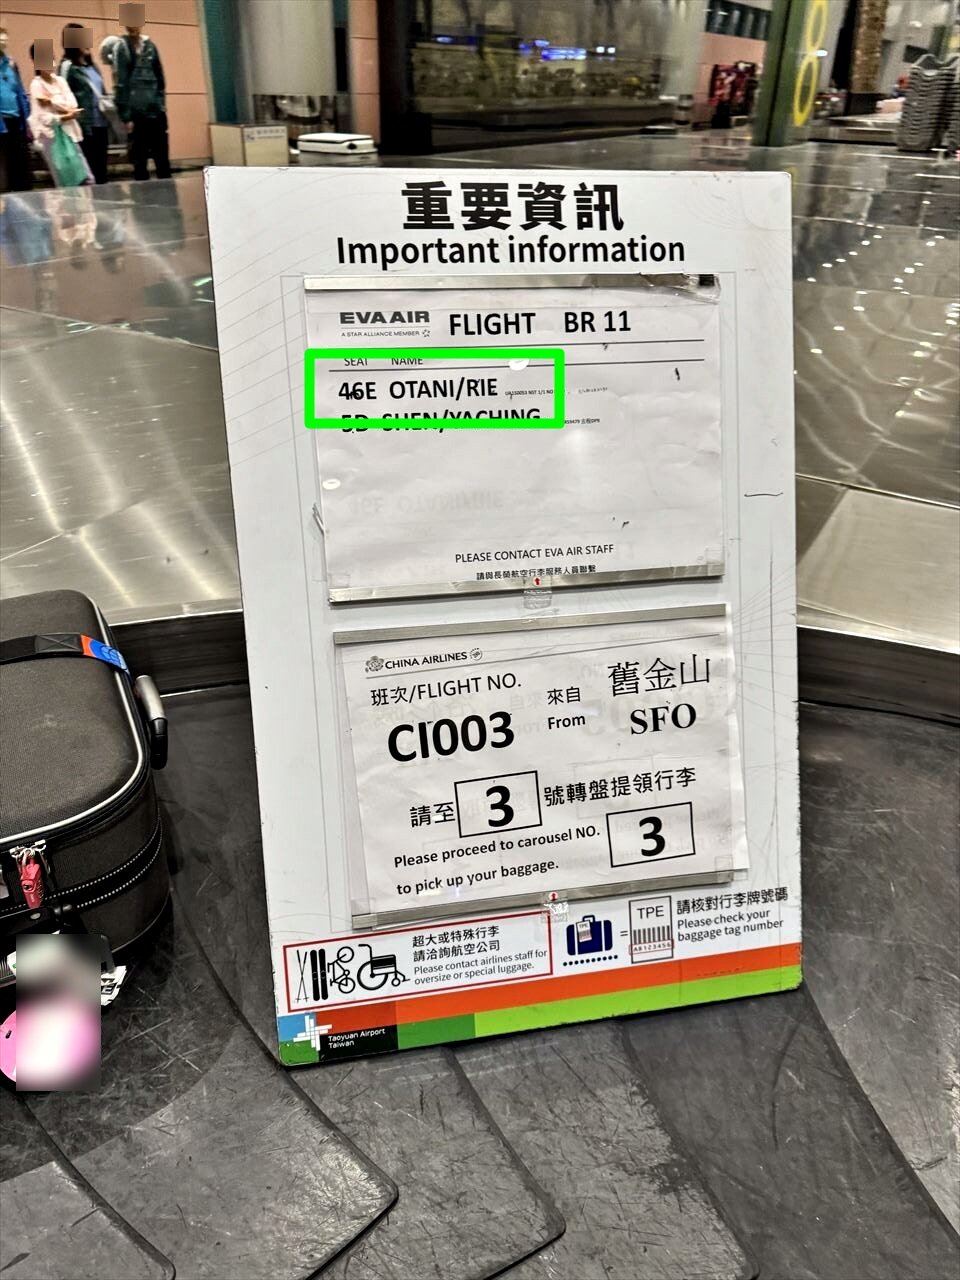 重要資訊
Important information
EVA AIR
A STAR ALLIANCE MEMBER
FLIGHT BR 11
SEAT NAME
46E OTANI/RIE
5D SHEN/YACHING
PLEASE CONTACT EVA AIR STAFF
請與長榮航空行李服務人員聯繫
CHINA AIRLINES
班次/FLIGHT NO.
CI003
來自
From
舊金山
SFO
請至 3 號轉盤提領行李
Please proceed to carousel NO. 3
to pick up your baggage.
超大或特殊行李
請洽詢航空公司
Please contact airlines staff for
oversize or special luggage.
TPE
=
TPE
AB123456
請核對行李牌號碼
Please check your
baggage tag number
Taoyuan Airport
Taiwan